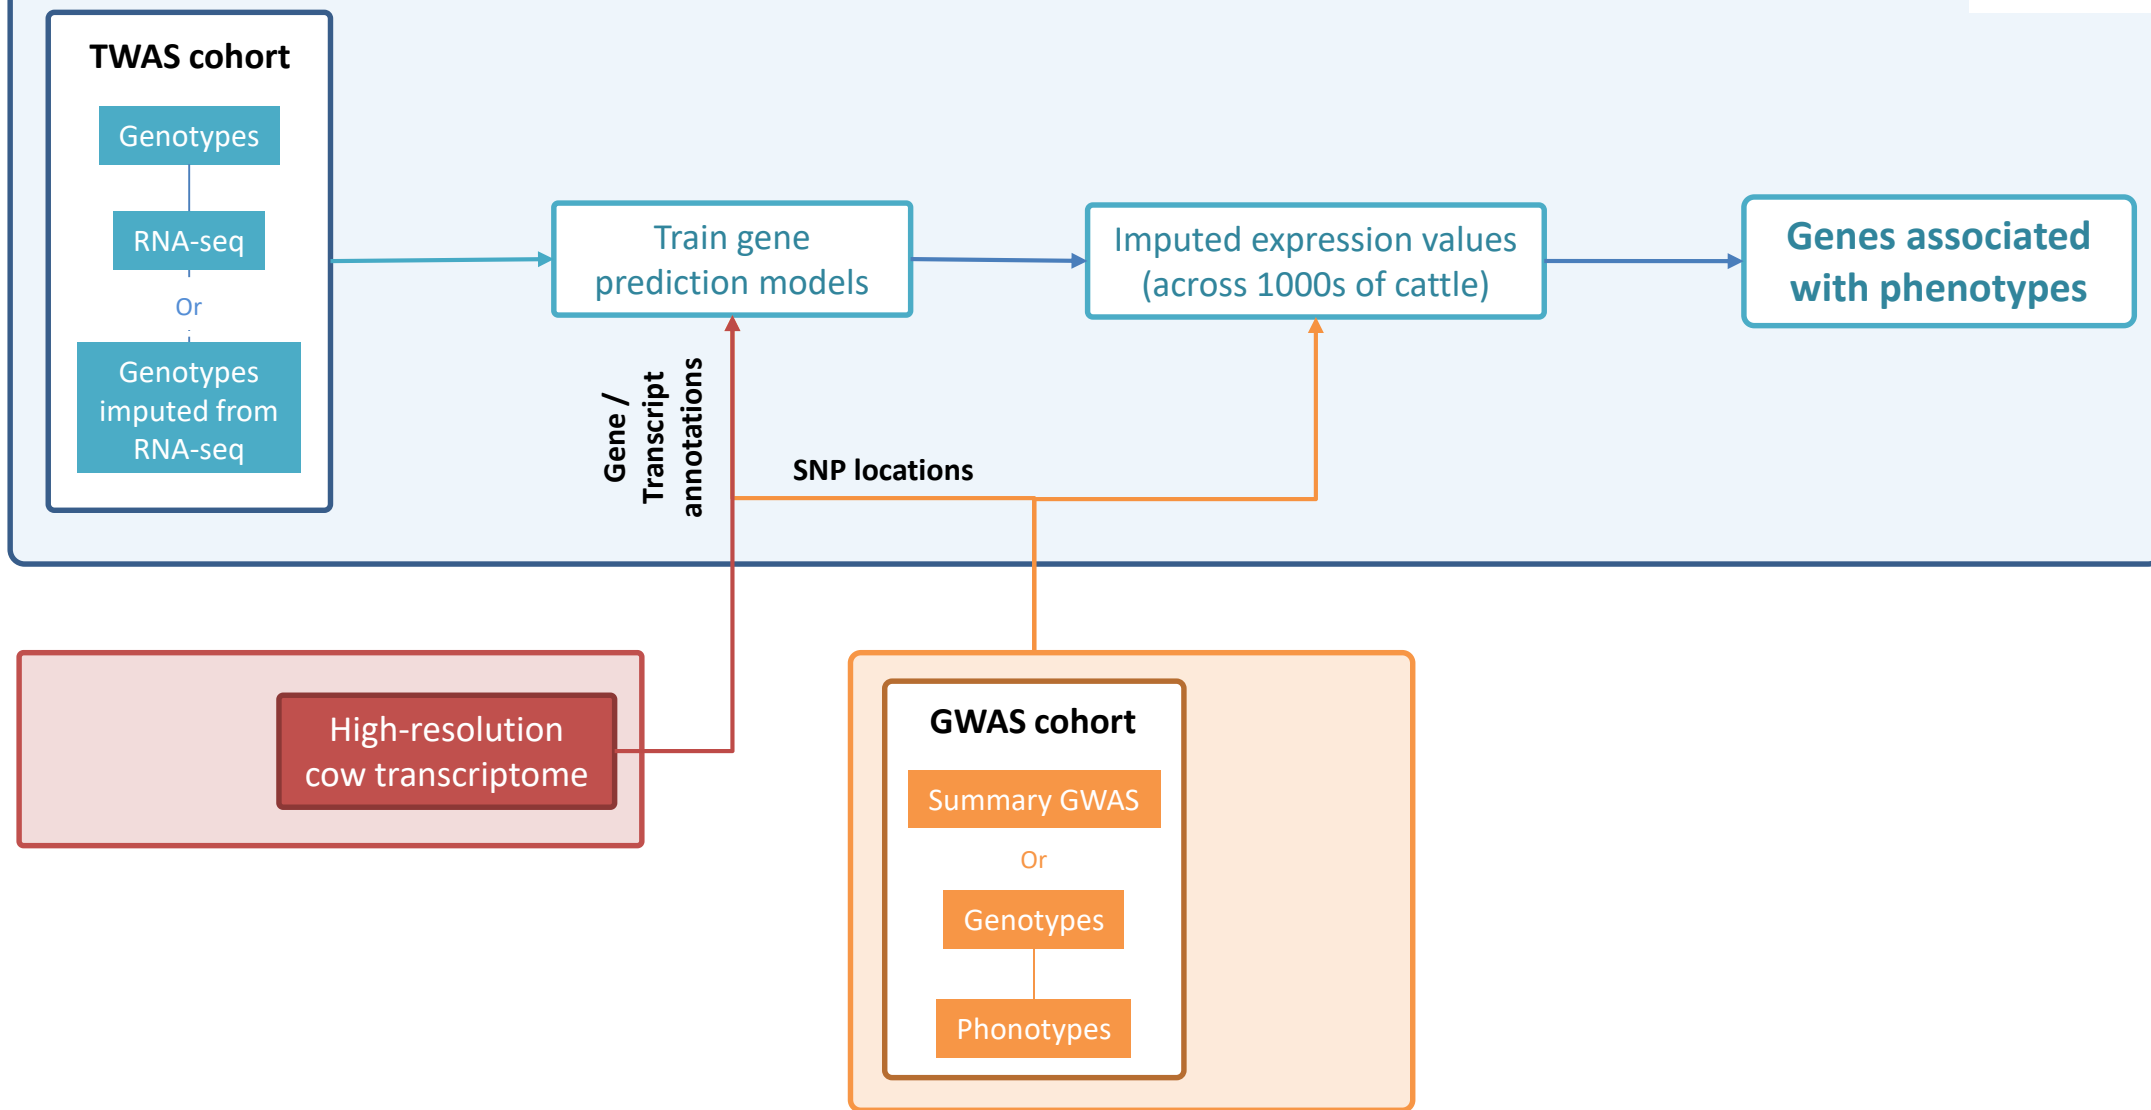 TWAS cohort
Genotypes
RNA-seq
Or
Genotypes
imputed from
RNA-seq
Train gene
prediction models
Imputed expression values
(across 1000s of cattle)
Genes associated
with phenotypes
Gene /
Transcript
annotations
SNP locations
High-resolution
cow transcriptome
GWAS cohort
Summary GWAS
Or
Genotypes
Phonotypes